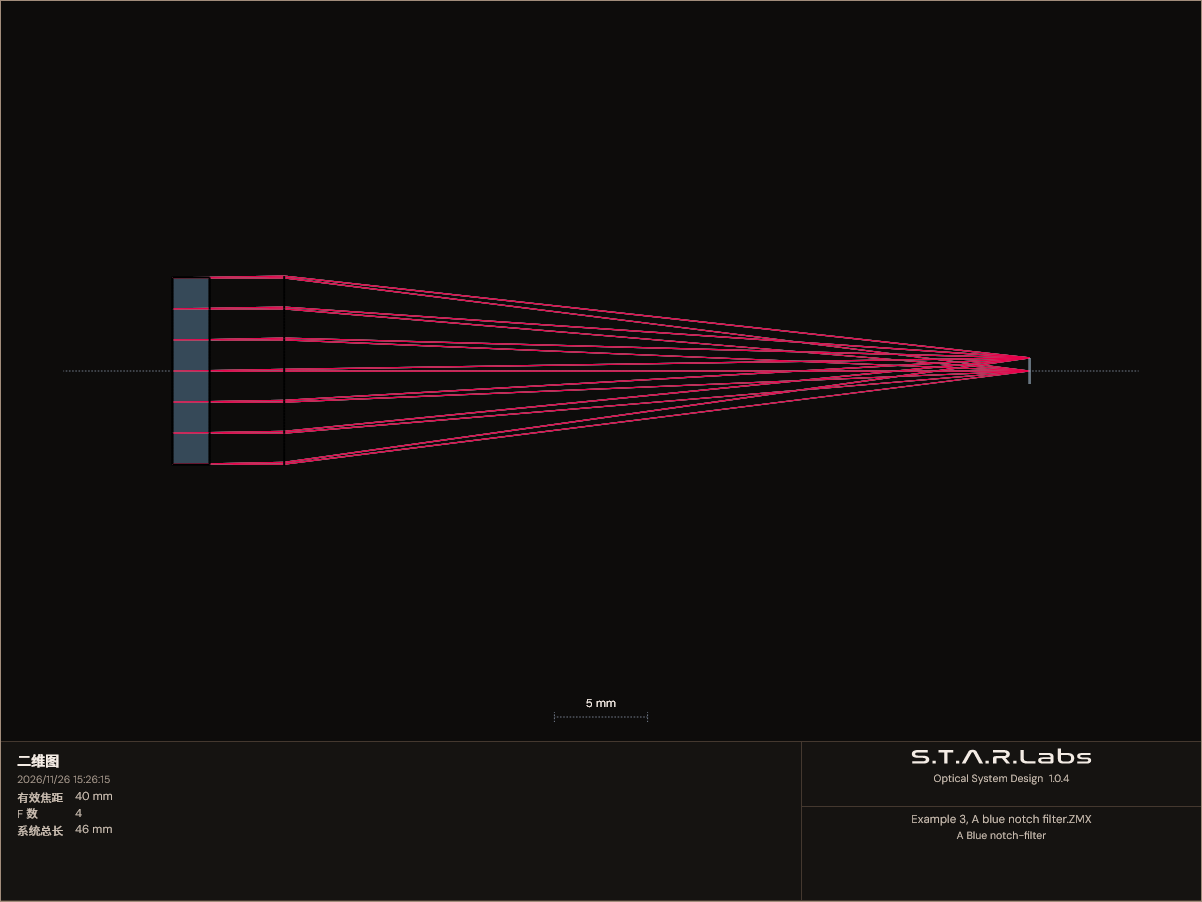 5 mm
二维图
2026/11/26 15:26:15
有效焦距 40 mm
F 数 4
系统总长 46 mm
S.T.A.R.Labs
Optical System Design 1.0.4
Example 3, A blue notch filter.ZMX
A Blue notch-filter